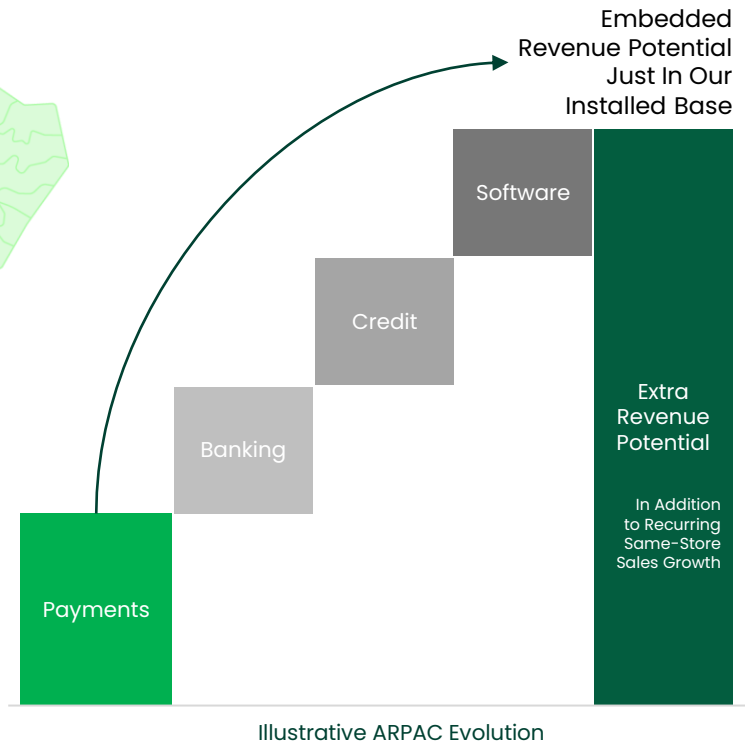 Embedded
Revenue Potential
Just In Our
Installed Base
Software
Credit
Banking
Payments
Extra
Revenue
Potential
In Addition
to Recurring
Same-Store
Sales Growth
Illustrative ARPAC Evolution